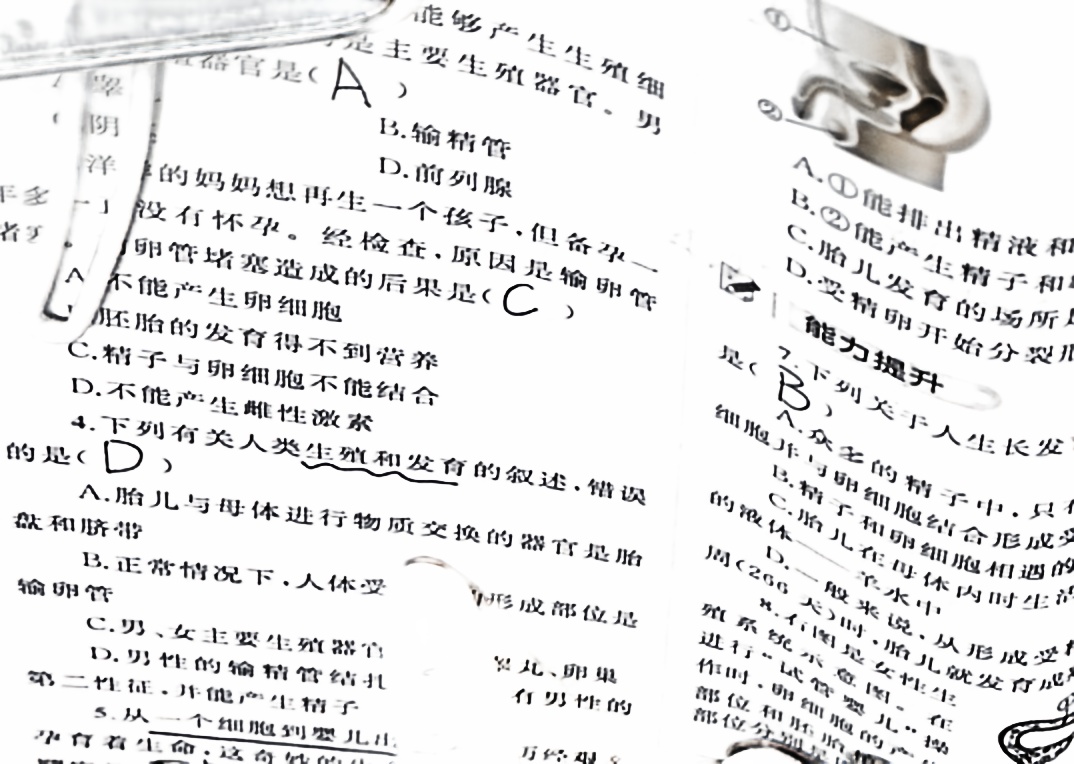 能够产生生殖细
是主要生殖器官。男
器官是( A )
睾
B.输精管
阴
D.前列腺
洋
的妈妈想再生一个孩子,但备孕一
没有怀孕。经检查,原因是输卵管
卵管堵塞造成的后果是( C )
A
不能产生卵细胞
胚胎的发育得不到营养
C.精子与卵细胞不能结合
D.不能产生雌性激素
4.下列有关人类生殖和发育的叙述,错误
的是( D )
A.胎儿与母体进行物质交换的器官是胎
盘和脐带
B.正常情况下,人体受
形成部位是
输卵管
C.男、女主要生殖器官
丸、卵巢
D.男性的输精管结扎
有男性的
第二性征,并能产生精子
5.从一个细胞到婴儿出
孕育着生命,这奇妙的
①
②
A.①能排出精液和
B.②能产生精子和
C.胎儿发育的场所
D.受精卵开始分裂
能力提升
7.下列关于人生长发
是( B )
A.众多的精子中,只
细胞并与卵细胞结合形成受
B.精子和卵细胞相遇的
C.胎儿在母体内时生活
的液体——羊水中
D.一般来说,从形成受精
周(266天)时,胎儿就发育成
8.右图是女性生
殖系统示意图。在
进行“试管婴儿”操
作时,卵细胞的产
部位和胚胎
部位分别是